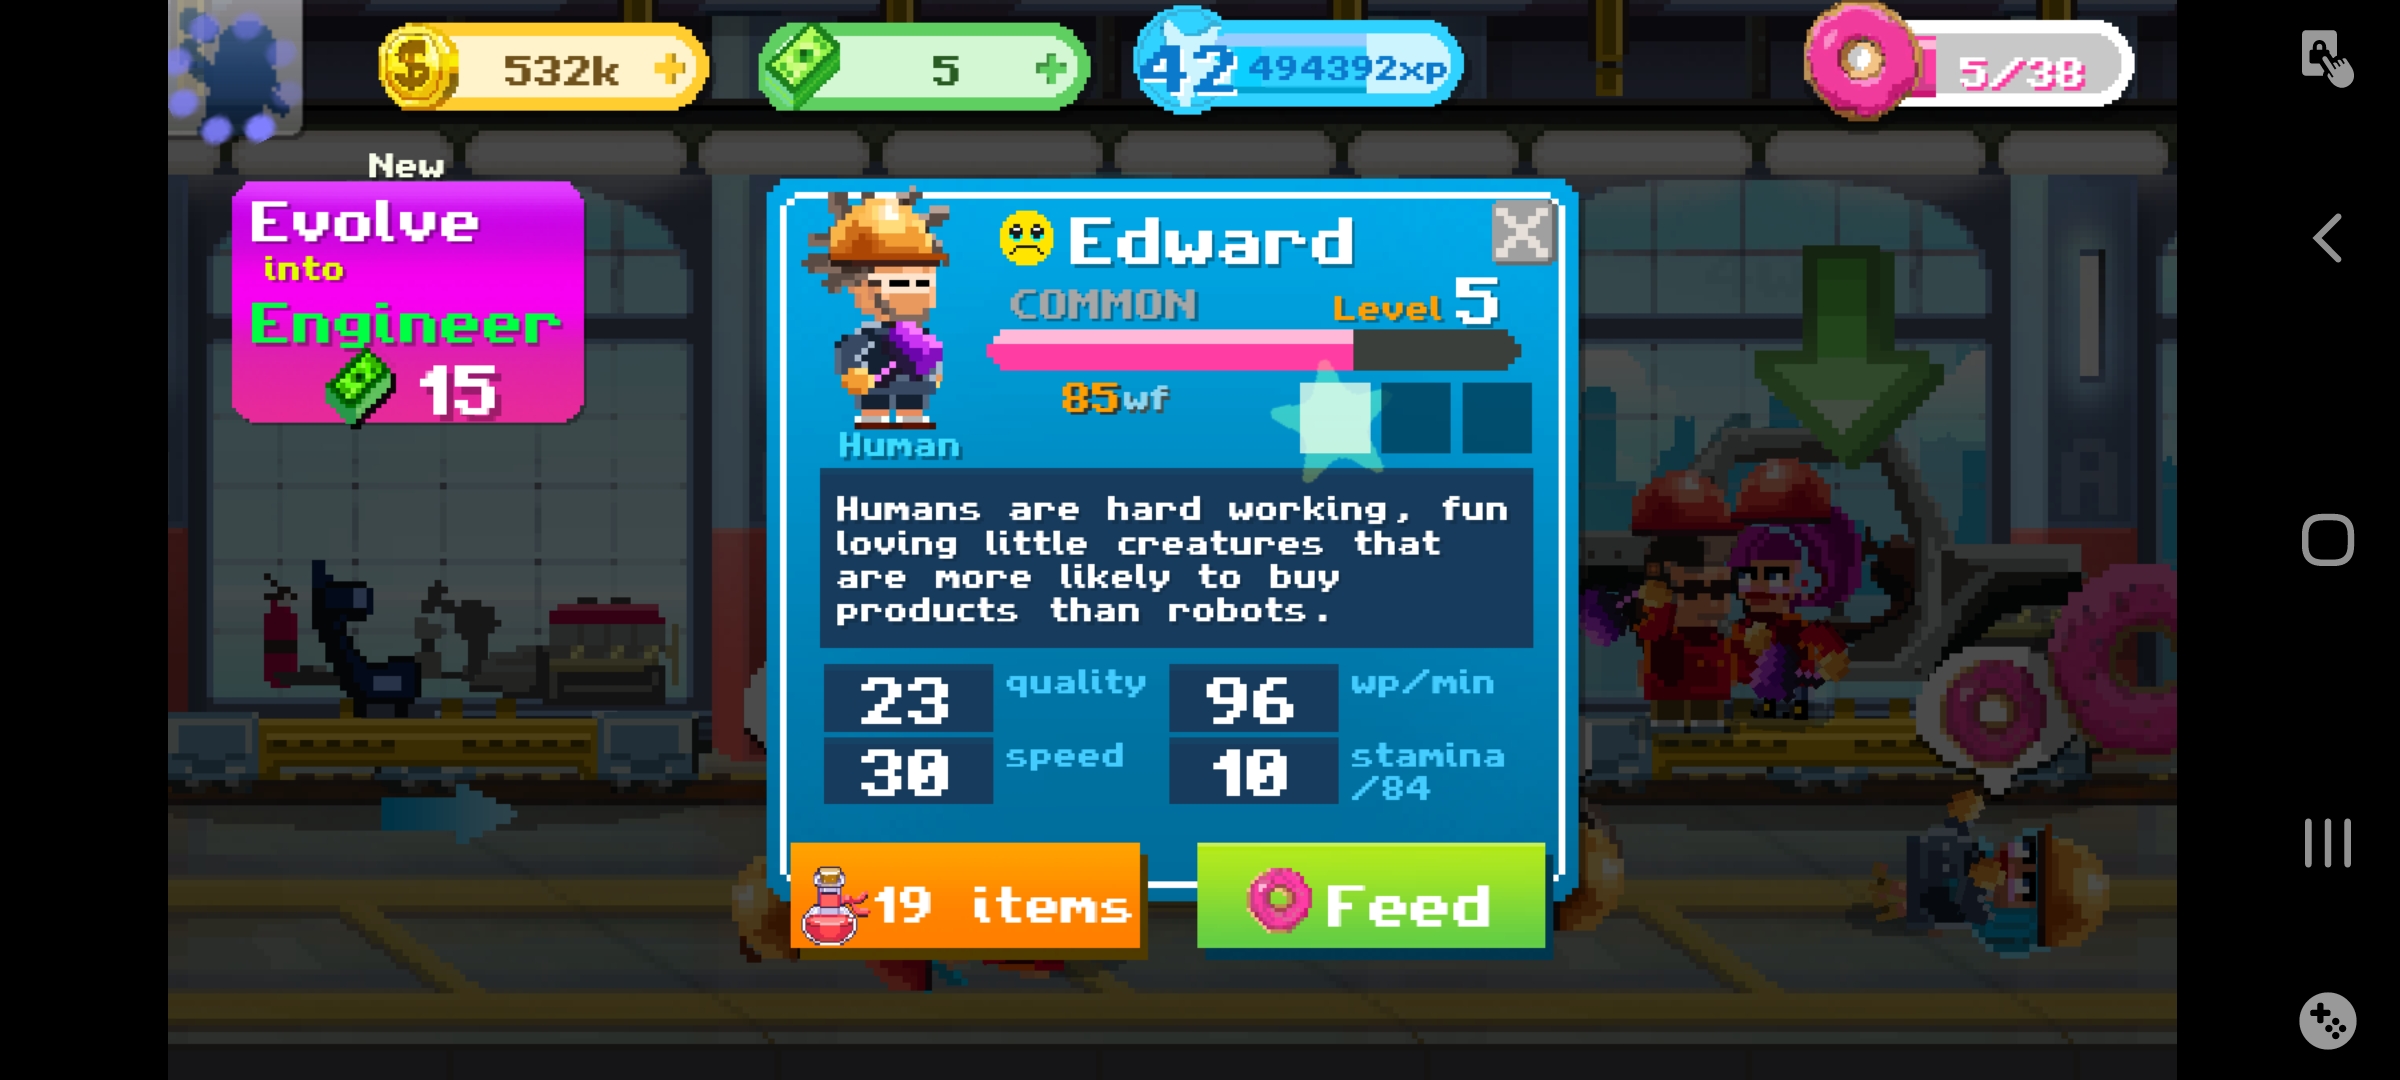 532k
5
42 494392xp
5/38
New
Evolve
into
Engineer
15
Edward
COMMON Level 5
85wf
Human
Humans are hard working, fun
loving little creatures that
are more likely to buy
products than robots.
23 quality 96 wp/min
30 speed 10 stamina
/84
19 items
Feed